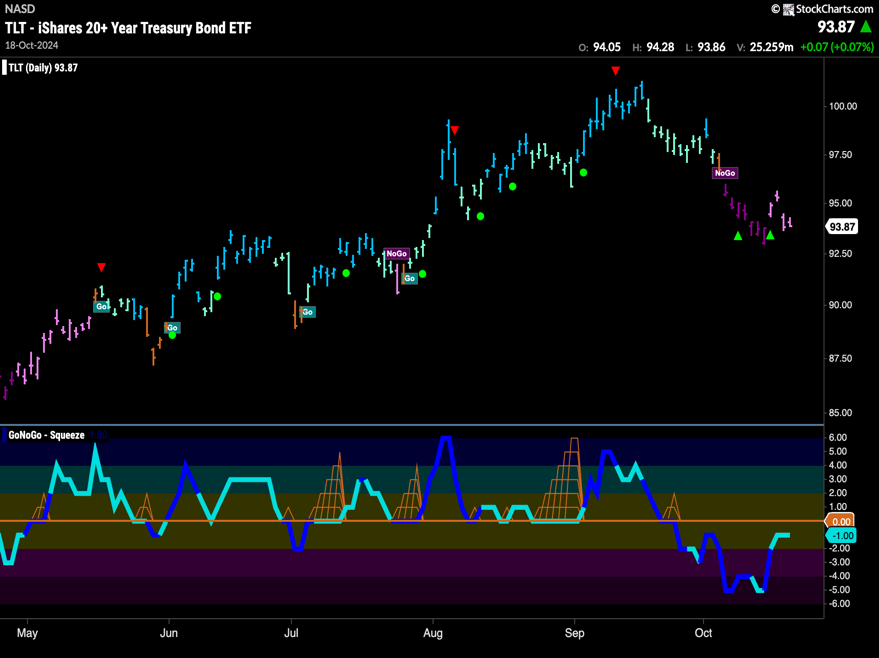 NASD
© StockCharts.com
TLT - iShares 20+ Year Treasury Bond ETF
93.87
18-Oct-2024
O: 94.05 H: 94.28 L: 93.86 V: 25.259m +0.07 (+0.07%)
TLT (Daily) 93.87
100.00
97.50
NoGo
95.00
93.87
NoGo
92.50
Go
Go
90.00
Go
Go
87.50
85.00
GoNoGo - Squeeze
6.00
5.00
4.00
3.00
2.00
1.00
0.00
-1.00
-2.00
-3.00
-4.00
-5.00
-6.00
May Jun Jul Aug Sep Oct